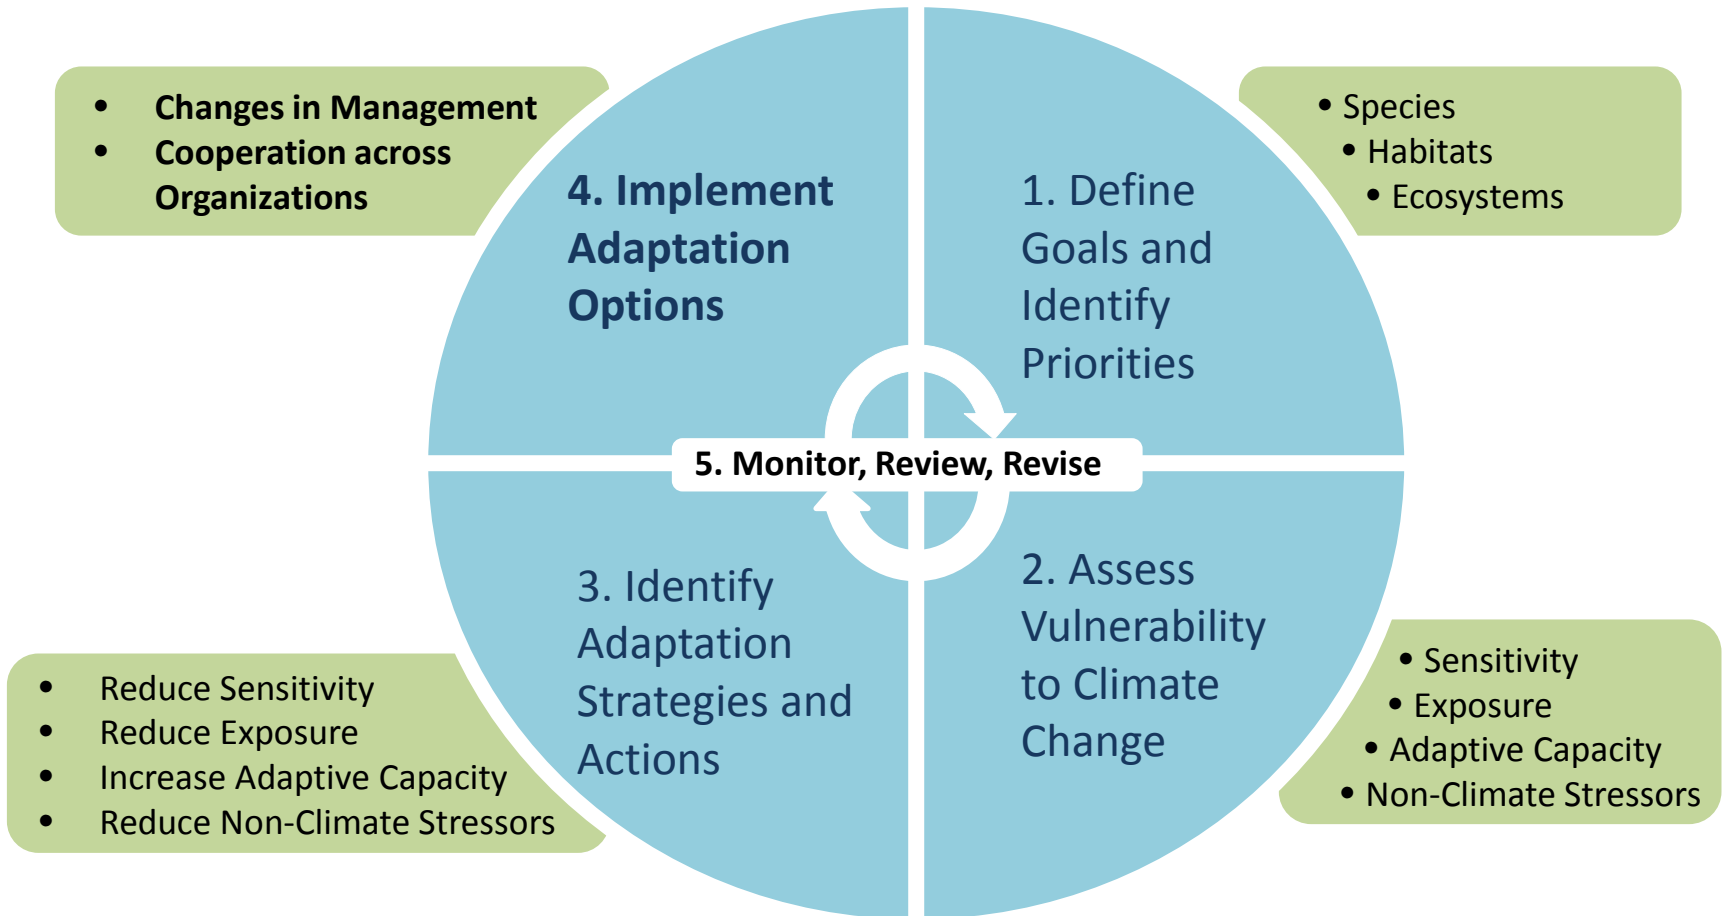 • Changes in Management
• Cooperation across
Organizations
4. Implement
Adaptation
Options
1. Define
Goals and
Identify
Priorities
• Species
• Habitats
• Ecosystems
5. Monitor, Review, Revise
3. Identify
Adaptation
Strategies and
Actions
2. Assess
Vulnerability
to Climate
Change
• Reduce Sensitivity
• Reduce Exposure
• Increase Adaptive Capacity
• Reduce Non-Climate Stressors
• Sensitivity
• Exposure
• Adaptive Capacity
• Non-Climate Stressors